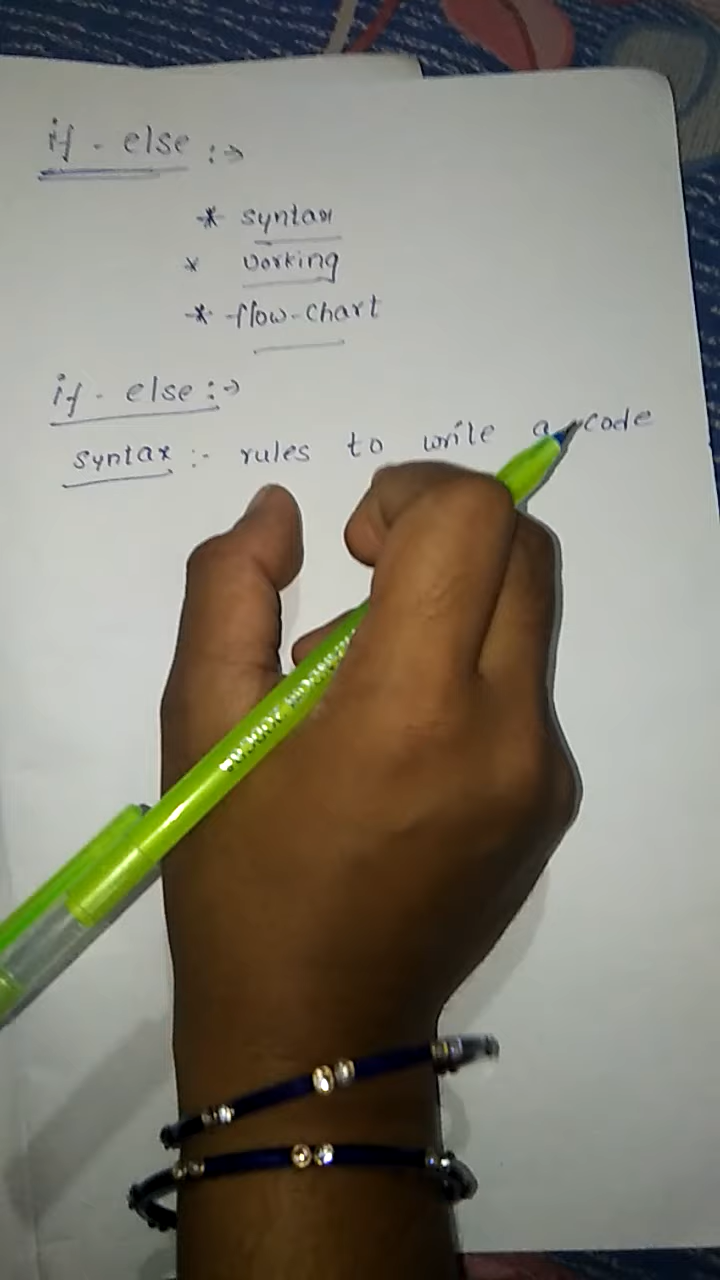 if - else :->
* syntax
* working
* flow-chart
if - else :->
syntax :- rules to write a code